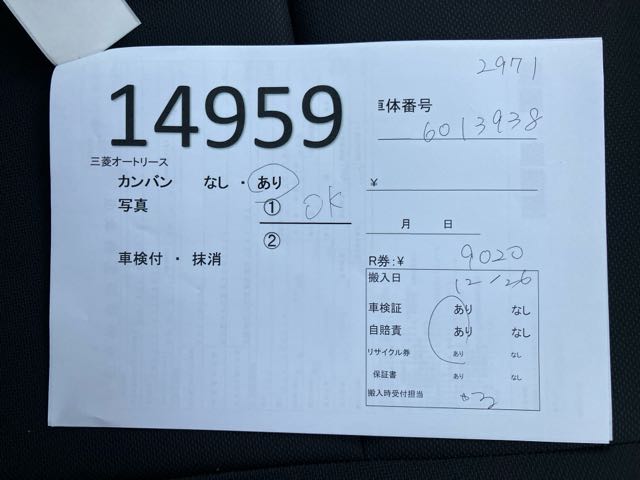 2971
14959
車体番号
6013938
三菱オートリース
カンバン なし ・ あり
¥
写真 ① OK
②
月 日
車検付 ・ 抹消
R券:¥ 9020
搬入日 12/26
車検証 あり なし
自賠責 あり なし
リサイクル券 あり なし
保証書 あり なし
搬入時受付担当